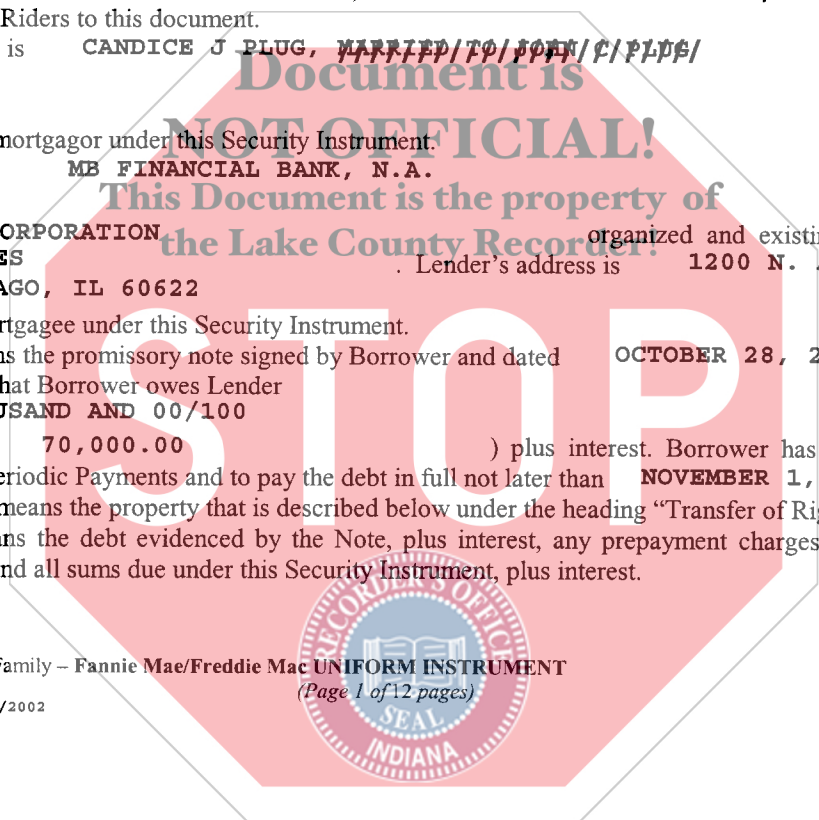 Riders to this document.
is CANDICE J PLUG, MARRIED TO JOHN C PLUG
Document is
mortgagor under this Security Instrument.
NOT OFFICIAL!
MB FINANCIAL BANK, N.A.
This Document is the property of
ORPORATION organized and existi
the Lake County Recorder!
ES . Lender's address is 1200 N.
AGO, IL 60622
rtgagee under this Security Instrument.
ns the promissory note signed by Borrower and dated OCTOBER 28, 2
hat Borrower owes Lender
USAND AND 00/100
70,000.00 ) plus interest. Borrower has
eriodic Payments and to pay the debt in full not later than NOVEMBER 1,
means the property that is described below under the heading “Transfer of Rig
ns the debt evidenced by the Note, plus interest, any prepayment charges
nd all sums due under this Security Instrument, plus interest.
STOP
RECORDER'S OFFICE
amily – Fannie Mae/Freddie Mac UNIFORM INSTRUMENT
(Page 1 of 12 pages)
/2002
SEAL
INDIANA